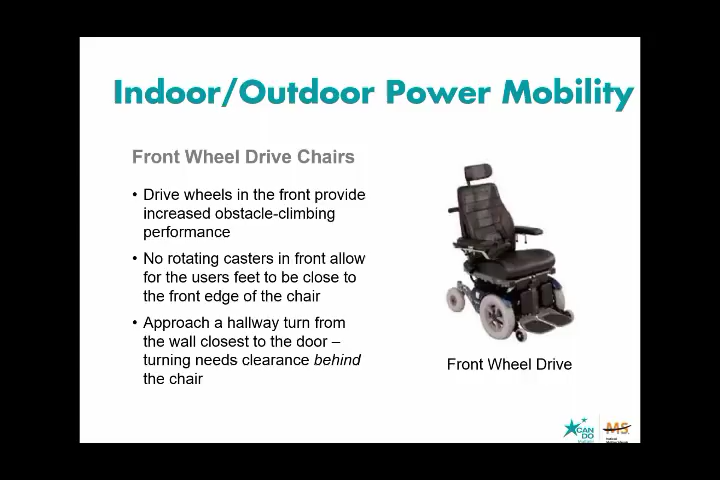 Indoor/Outdoor Power Mobility
Front Wheel Drive Chairs
• Drive wheels in the front provide
increased obstacle-climbing
performance
• No rotating casters in front allow
for the users feet to be close to
the front edge of the chair
• Approach a hallway turn from
the wall closest to the door –
turning needs clearance behind
the chair
Front Wheel Drive
CAN
DO
MS